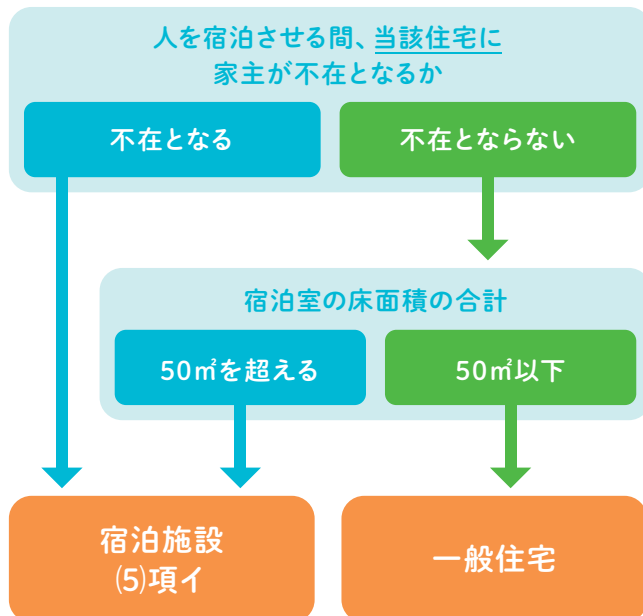 人を宿泊させる間、当該住宅に
家主が不在となるか
不在となる
不在とならない
宿泊室の床面積の合計
50㎡を超える
50㎡以下
宿泊施設
(5)項イ
一般住宅